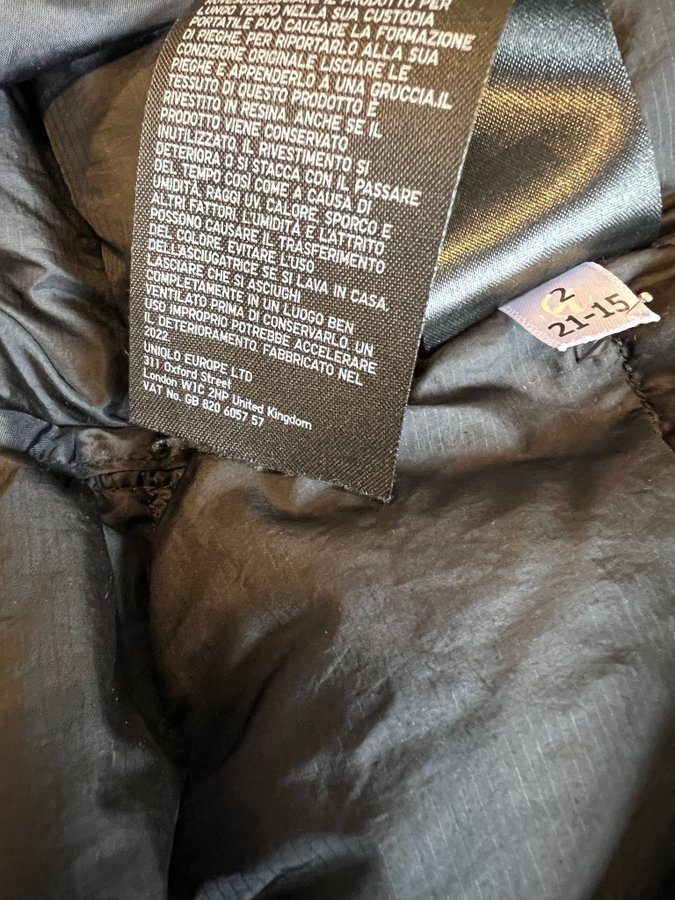 LUNGO TEMPO NELLA SUA CUSTODIA
PORTATILE PUÒ CAUSARE LA FORMAZIONE
DI PIEGHE, PER RIPORTARLO ALLA SUA
CONDIZIONE ORIGINALE LISCIARE LE
PIEGHE E APPENDERLO A UNA GRUCCIA.IL
TESSUTO DI QUESTO PRODOTTO È
RIVESTITO IN RESINA. ANCHE SE IL
PRODOTTO VIENE CONSERVATO
INUTILIZZATO, IL RIVESTIMENTO SI
DETERIORA O SI STACCA CON IL PASSARE
DEL TEMPO COSÌ COME A CAUSA DI
UMIDITÀ, RAGGI UV, CALORE, SPORCO E
ALTRI FATTORI. L'UMIDITÀ E L'ATTRITO
POSSONO CAUSARE IL TRASFERIMENTO
DEL COLORE. EVITARE L'USO
DELL'ASCIUGATRICE SE SI LAVA IN CASA.
LASCIARE CHE SI ASCIUGHI
COMPLETAMENTE IN UN LUOGO BEN
VENTILATO PRIMA DI CONSERVARLO. UN
USO IMPROPRIO POTREBBE ACCELERARE
IL DETERIORAMENTO. FABBRICATO NEL
2022
UNIQLO EUROPE LTD
311 Oxford Street
London W1C 2HP United Kingdom
VAT No. GB 820 6057 57
2
21-15